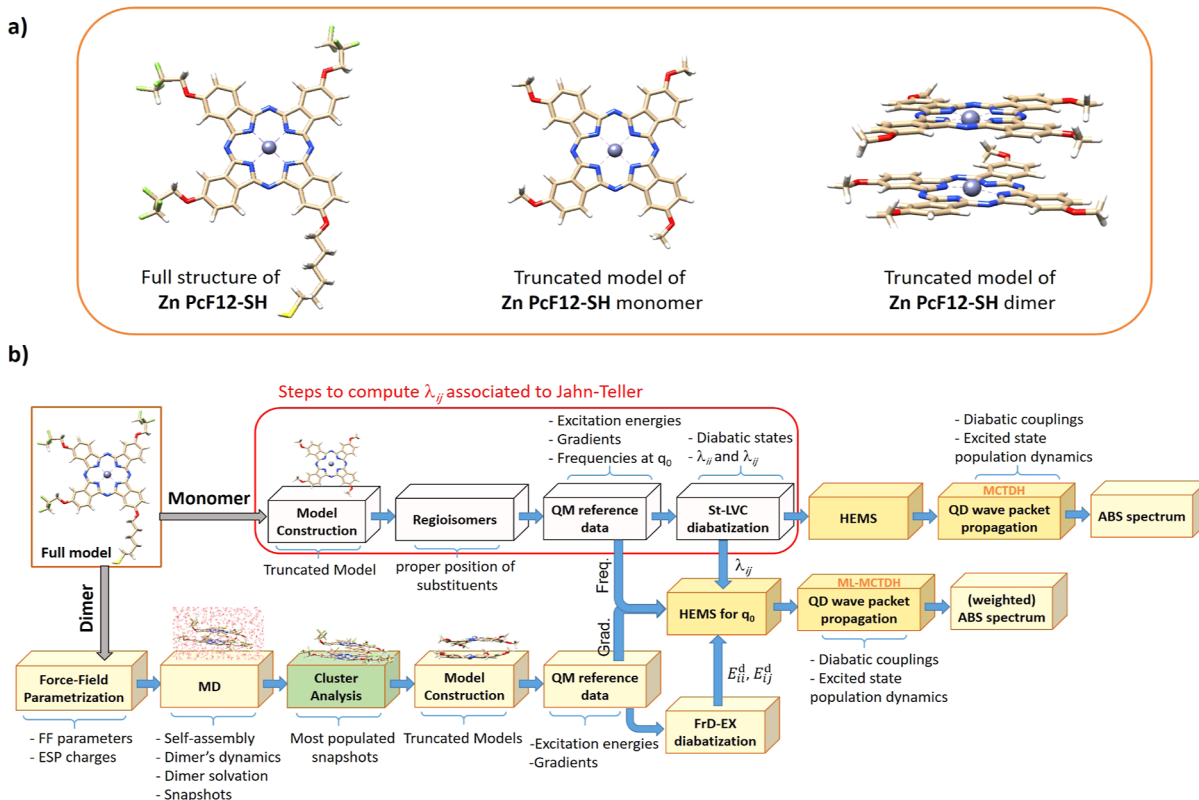 a)
Full structure of
Zn PcF12-SH
Truncated model of
Zn PcF12-SH monomer
Truncated model of
Zn PcF12-SH dimer
b)
Steps to compute λij associated to Jahn-Teller
- Excitation energies
- Gradients
- Frequencies at q0
- Diabatic states
- λii and λij
- Diabatic couplings
- Excited state
population dynamics
Full model
Monomer
Model
Construction
Regioisomers
QM reference
data
St-LVC
diabatization
HEMS
MCTDH
QD wave packet
propagation
ABS spectrum
Truncated Model
proper position of
substituents
Dimer
Freq.
Grad.
λij
HEMS for q0
ML-MCTDH
QD wave packet
propagation
(weighted)
ABS spectrum
- Diabatic couplings
- Excited state
population dynamics
Force-Field
Parametrization
MD
Cluster
Analysis
Model
Construction
QM reference
data
E^d_ii, E^d_ij
FrD-EX
diabatization
- FF parameters
- ESP charges
- Self-assembly
- Dimer's dynamics
- Dimer solvation
- Snapshots
Most populated
snapshots
Truncated Models
-Excitation energies
-Gradients